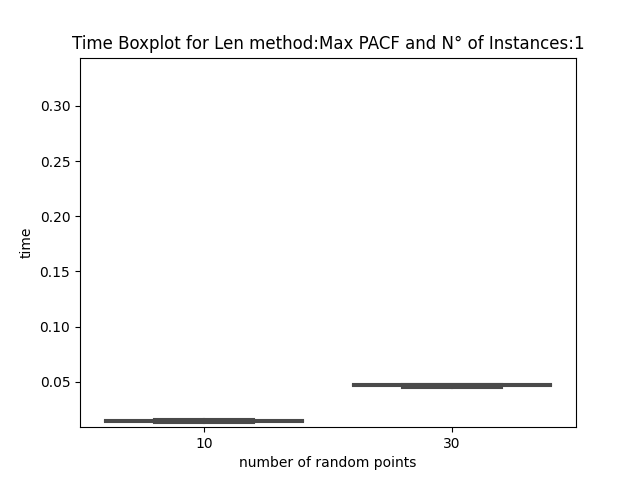 Time Boxplot for Len method:Max PACF and N° of Instances:1
0.30
0.25
0.20
0.15
0.10
0.05
time
10 30
number of random points